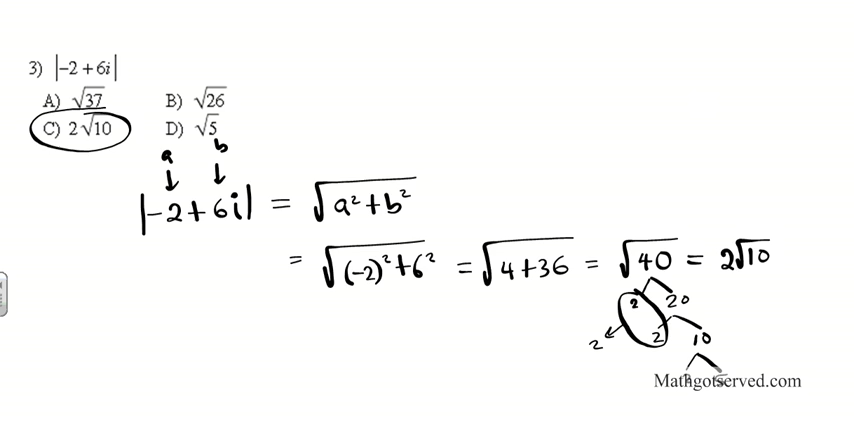 3) |−2 + 6i|
A) √37 B) √26
C) 2√10 D) √5
a b
|−2 + 6i| = √a² + b²
= √(−2)² + 6² = √4 + 36 = √40 = 2√10
2 20
2 2 10
Mathgotserved.com